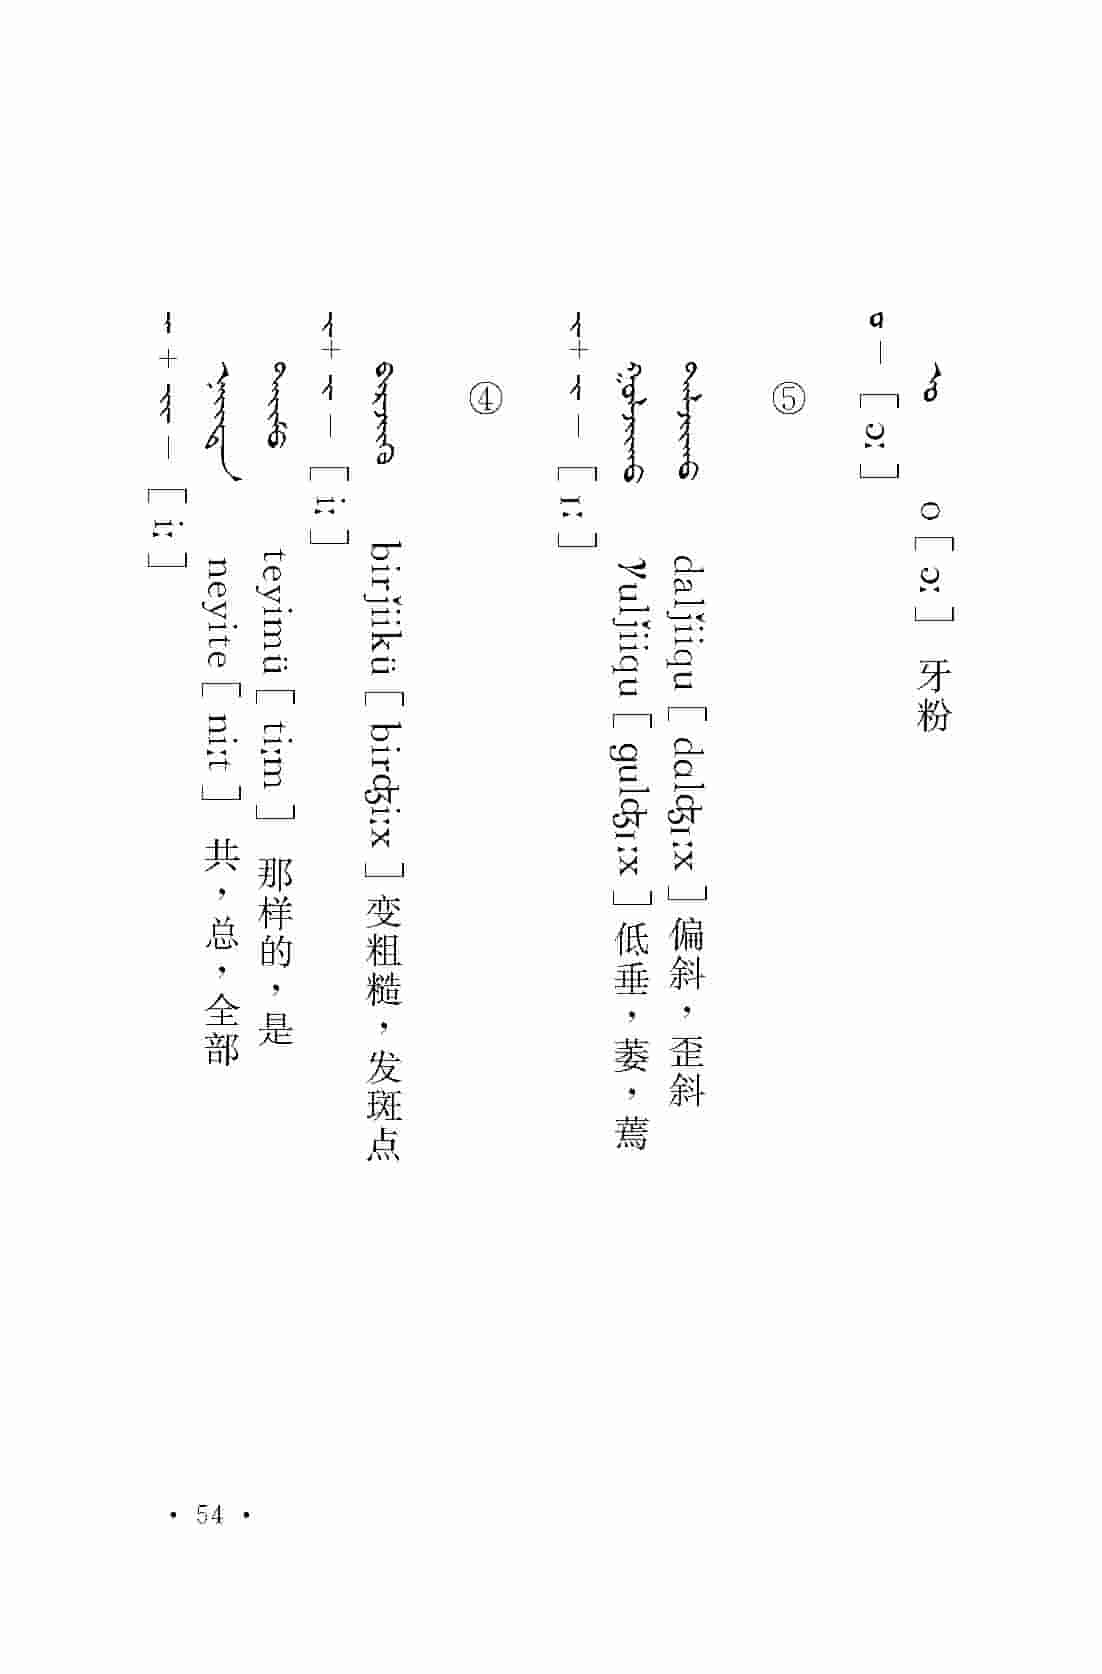 ᠢ + ᠶᠢ — [iː]
ᠨᠡᠶᠢᠲᠡ neyite [niːt] 共，总，全部
ᠲᠡᠶᠢᠮᠦ teyimü [tiːm] 那样的，是
ᠢ + ᠢ — [iː]
ᠪᠢᠷᠵᠢᠢᠬᠦ birǰiikü [birʤiːx] 变粗糙，发斑点
④
ᠢ + ᠢ — [ɪː]
ᠭᠤᠯᠵᠢᠢᠬᠤ γulǰiiqu [gulʤɪːx] 低垂，萎，蔫
ᠳᠠᠯᠵᠢᠢᠬᠤ dalǰiiqu [dɑlʤɪːx] 偏斜，歪斜
⑤
ᠣ — [ɔː]
ᠣ o [ɔː] 牙粉
· 54 ·